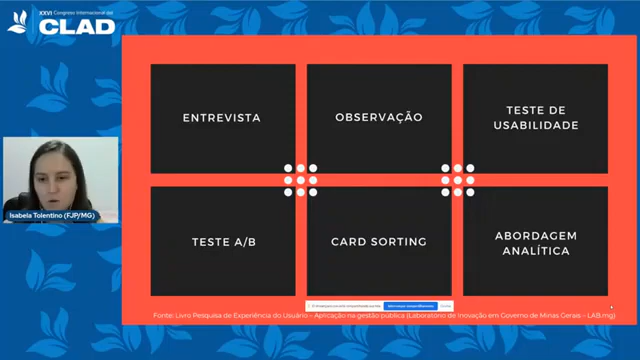 XXVI Congreso Internacional del
CLAD
ENTREVISTA
OBSERVAÇÃO
TESTE DE
USABILIDADE
Isabela Tolentino (FJP/MG)
TESTE A/B
CARD SORTING
ABORDAGEM
ANALÍTICA
Fonte: Livro Pesquisa de Experiência do Usuário – Aplicação na gestão pública (Laboratório de Inovação em Governo de Minas Gerais – LAB.mg)